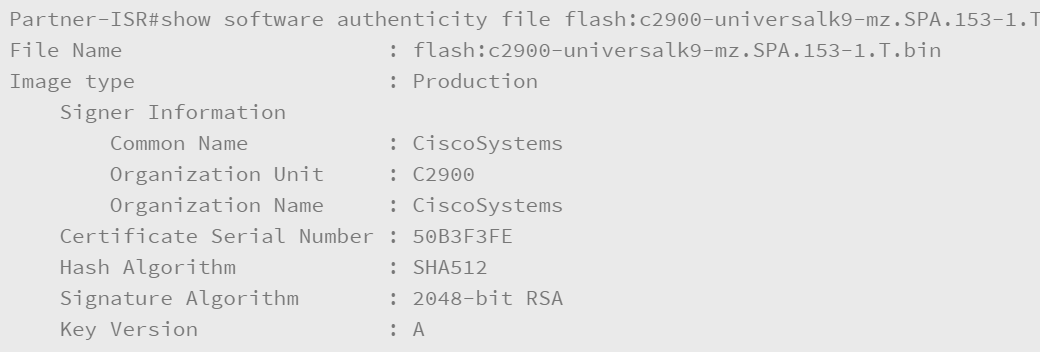 Partner-ISR#show software authenticity file flash:c2900-universalk9-mz.SPA.153-1.T
File Name                     : flash:c2900-universalk9-mz.SPA.153-1.T.bin
Image type                    : Production
    Signer Information
        Common Name           : CiscoSystems
        Organization Unit     : C2900
        Organization Name     : CiscoSystems
    Certificate Serial Number : 50B3F3FE
    Hash Algorithm            : SHA512
    Signature Algorithm       : 2048-bit RSA
    Key Version               : A